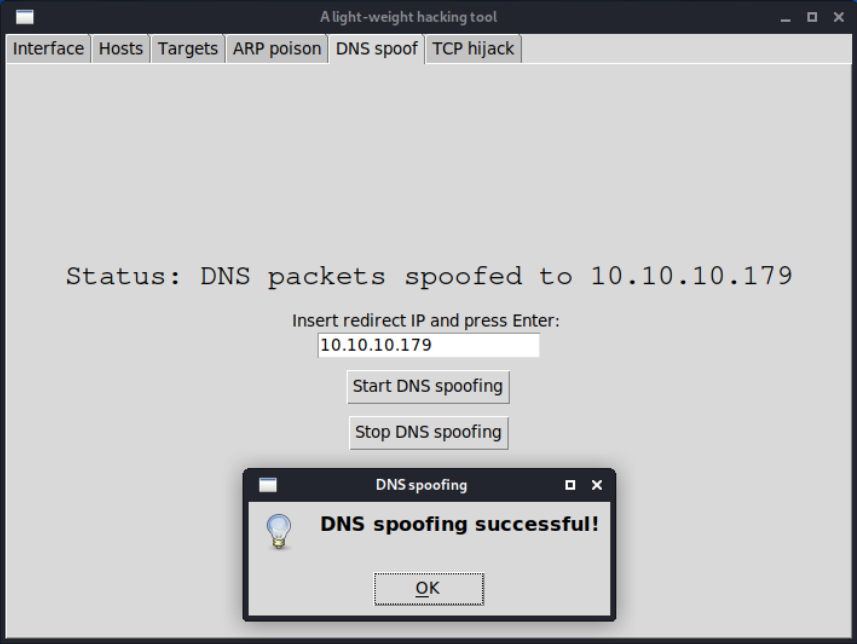 A light-weight hacking tool
Interface Hosts Targets ARP poison DNS spoof TCP hijack
Status: DNS packets spoofed to 10.10.10.179
Insert redirect IP and press Enter:
10.10.10.179
Start DNS spoofing
Stop DNS spoofing
DNS spoofing
DNS spoofing successful!
OK